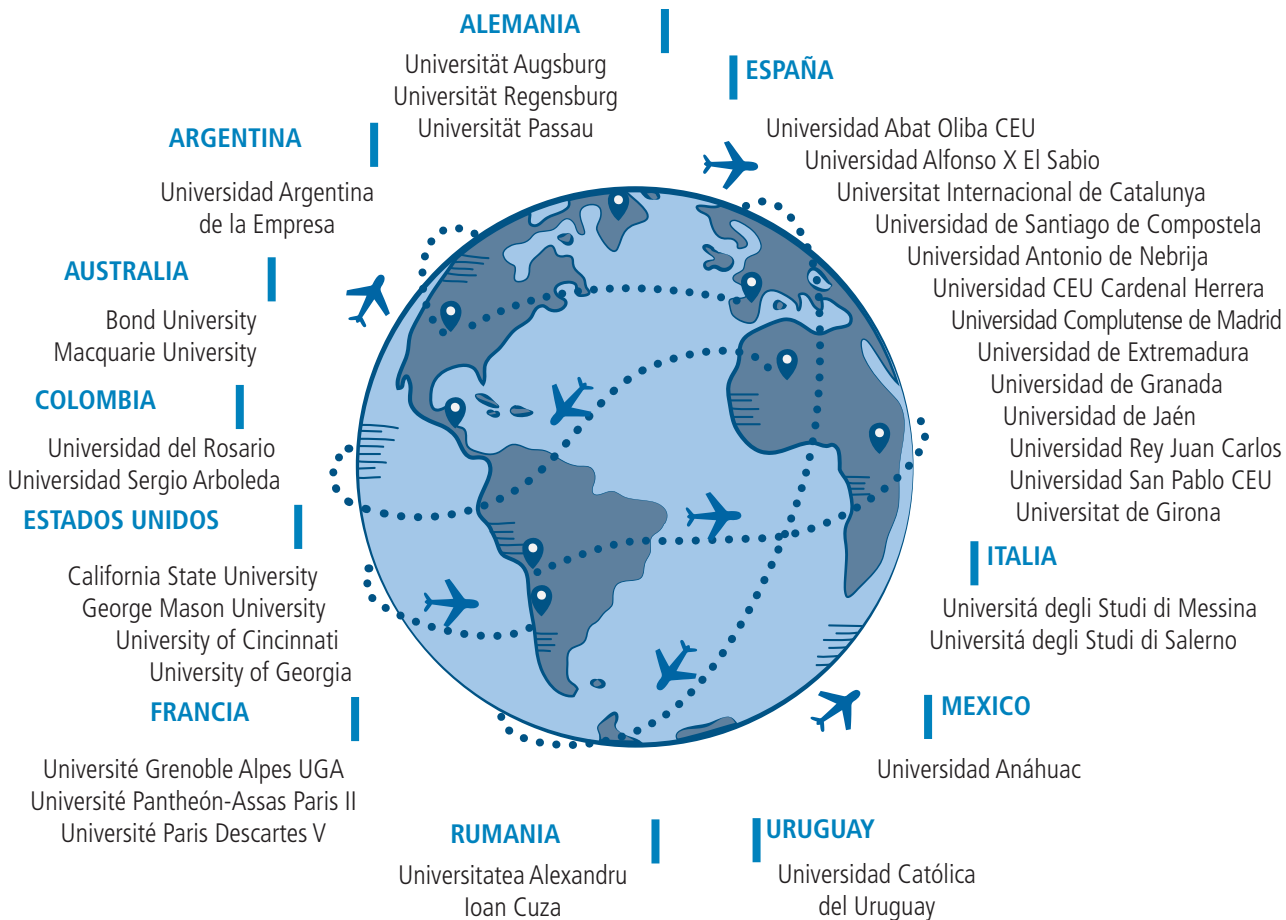 ALEMANIA
Universität Augsburg
Universität Regensburg
Universität Passau
ESPAÑA
Universidad Abat Oliba CEU
Universidad Alfonso X El Sabio
Universitat Internacional de Catalunya
Universidad de Santiago de Compostela
Universidad Antonio de Nebrija
Universidad CEU Cardenal Herrera
Universidad Complutense de Madrid
Universidad de Extremadura
Universidad de Granada
Universidad de Jaén
Universidad Rey Juan Carlos
Universidad San Pablo CEU
Universitat de Girona
ARGENTINA
Universidad Argentina
de la Empresa
AUSTRALIA
Bond University
Macquarie University
COLOMBIA
Universidad del Rosario
Universidad Sergio Arboleda
ESTADOS UNIDOS
California State University
George Mason University
University of Cincinnati
University of Georgia
ITALIA
Universitá degli Studi di Messina
Universitá degli Studi di Salerno
FRANCIA
Université Grenoble Alpes UGA
Université Pantheón-Assas Paris II
Université Paris Descartes V
MEXICO
Universidad Anáhuac
RUMANIA
Universitatea Alexandru
Ioan Cuza
URUGUAY
Universidad Católica
del Uruguay